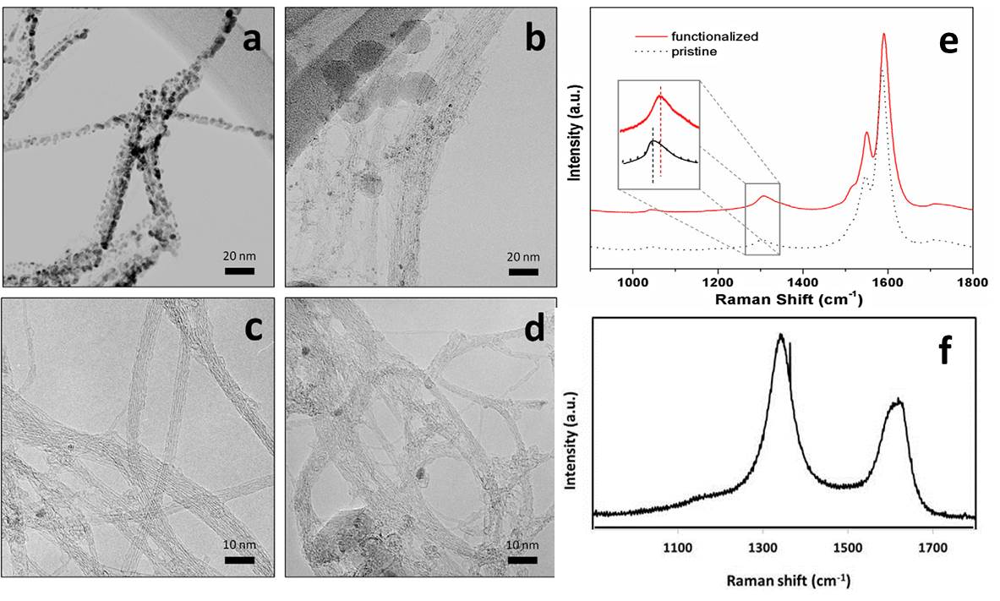 a
20 nm
b
20 nm
c
10 nm
d
10 nm
e
functionalized
pristine
Intensity (a.u.)
1000 1200 1400 1600 1800
Raman Shift (cm-1)
f
Intensity (a.u.)
1100 1300 1500 1700
Raman shift (cm-1)